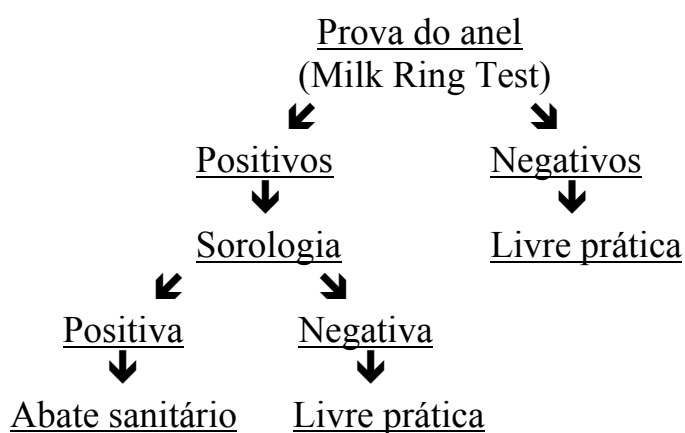 Prova do anel
(Milk Ring Test)
Positivos Negativos
Sorologia Livre prática
Positiva Negativa
Abate sanitário Livre prática